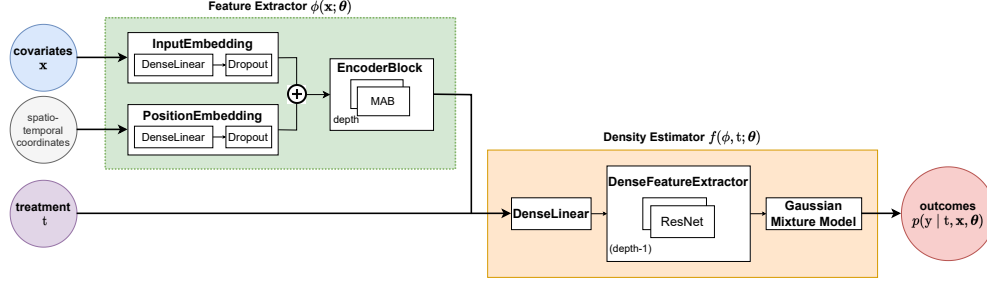 Feature Extractor ϕ(x; θ)
covariates
x
InputEmbedding
DenseLinear
Dropout
spatio-
temporal
coordinates
PositionEmbedding
DenseLinear
Dropout
+
EncoderBlock
MAB
depth
treatment
t
Density Estimator f(ϕ, t; θ)
DenseLinear
DenseFeatureExtractor
ResNet
(depth-1)
Gaussian
Mixture Model
outcomes
p(y | t, x, θ)